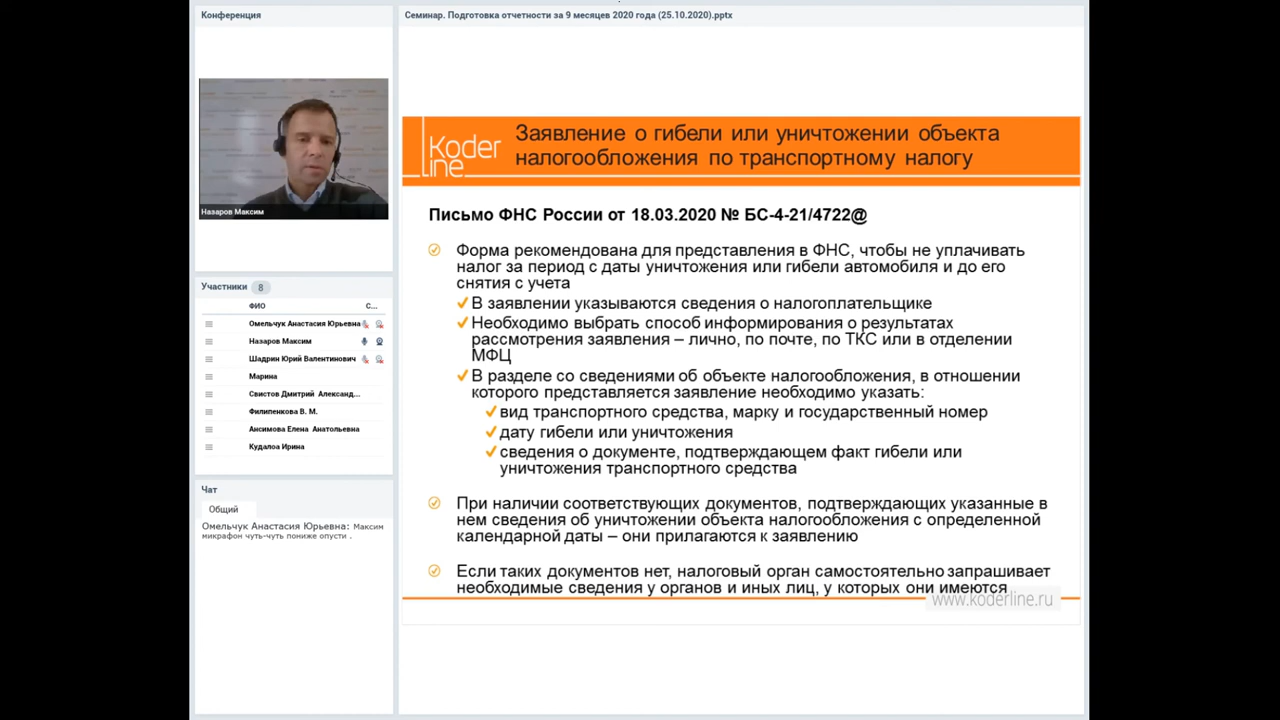 Конференция
Семинар. Подготовка отчетности за 9 месяцев 2020 года (25.10.2020).pptx
Назаров Максим
Участники 8
ФИО С...
Омельчук Анастасия Юрьевна
Назаров Максим
Шадрин Юрий Валентинович
Марина
Свистов Дмитрий Александ...
Филипенкова В. М.
Ансимова Елена Анатольевна
Кудалоа Ирина
Чат
Общий
Омельчук Анастасия Юрьевна: Максим
микрафон чуть-чуть пониже опусти .
Koder
line
Заявление о гибели или уничтожении объекта
налогообложения по транспортному налогу
Письмо ФНС России от 18.03.2020 № БС-4-21/4722@
Форма рекомендована для представления в ФНС, чтобы не уплачивать
налог за период с даты уничтожения или гибели автомобиля и до его
снятия с учета
В заявлении указываются сведения о налогоплательщике
Необходимо выбрать способ информирования о результатах
рассмотрения заявления – лично, по почте, по ТКС или в отделении
МФЦ
В разделе со сведениями об объекте налогообложения, в отношении
которого представляется заявление необходимо указать:
вид транспортного средства, марку и государственный номер
дату гибели или уничтожения
сведения о документе, подтверждающем факт гибели или
уничтожения транспортного средства
При наличии соответствующих документов, подтверждающих указанные в
нем сведения об уничтожении объекта налогообложения с определенной
календарной даты – они прилагаются к заявлению
Если таких документов нет, налоговый орган самостоятельно запрашивает
необходимые сведения у органов и иных лиц, у которых они имеются
www.koderline.ru